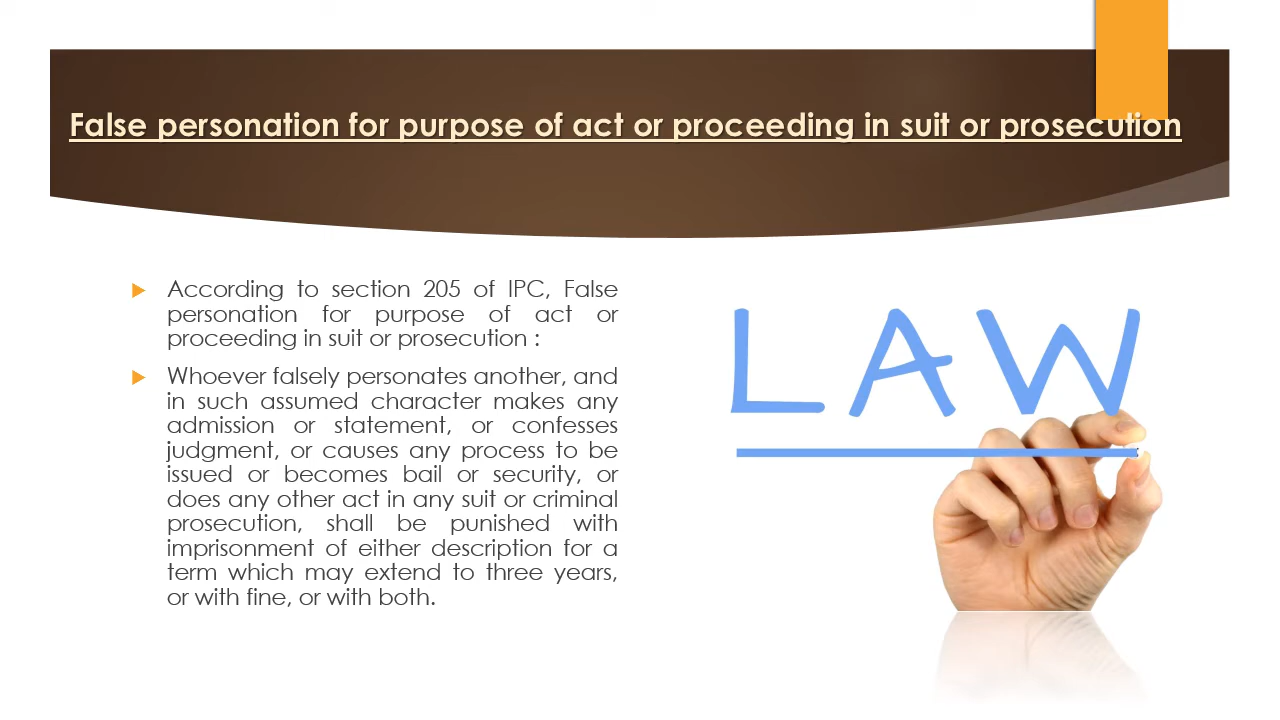 False personation for purpose of act or proceeding in suit or prosecution
According to section 205 of IPC, False
personation for purpose of act or
proceeding in suit or prosecution :
Whoever falsely personates another, and
in such assumed character makes any
admission or statement, or confesses
judgment, or causes any process to be
issued or becomes bail or security, or
does any other act in any suit or criminal
prosecution, shall be punished with
imprisonment of either description for a
term which may extend to three years,
or with fine, or with both.
LAW